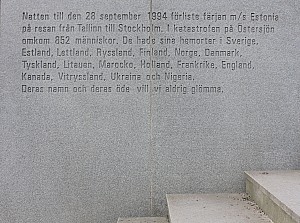 Natten till den 28 september 1994 förliste färjan m/s Estonia
på resan från Tallinn till Stockholm. I katastrofen på Östersjön
omkom 852 människor. De hade sina hemorter i Sverige,
Estland, Lettland, Ryssland, Finland, Norge, Danmark,
Tyskland, Litauen, Marocko, Holland, Frankrike, England,
Kanada, Vitryssland, Ukraina och Nigeria.
Deras namn och deras öde vill vi aldrig glömma.